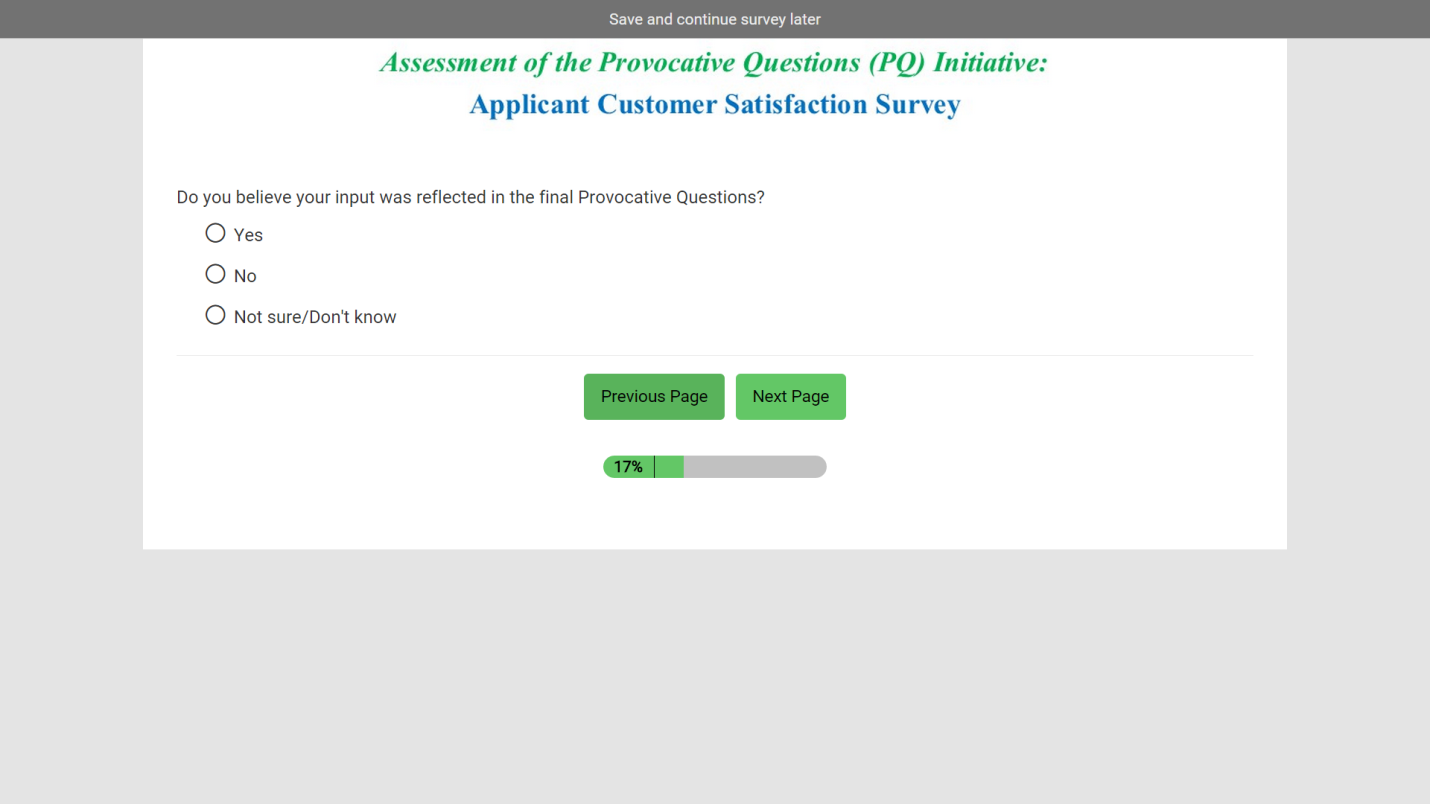 Save and continue survey later
Assessment of the Provocative Questions (PQ) Initiative:
Applicant Customer Satisfaction Survey
Do you believe your input was reflected in the final Provocative Questions?
Yes
No
Not sure/Don't know
Previous Page Next Page
17%